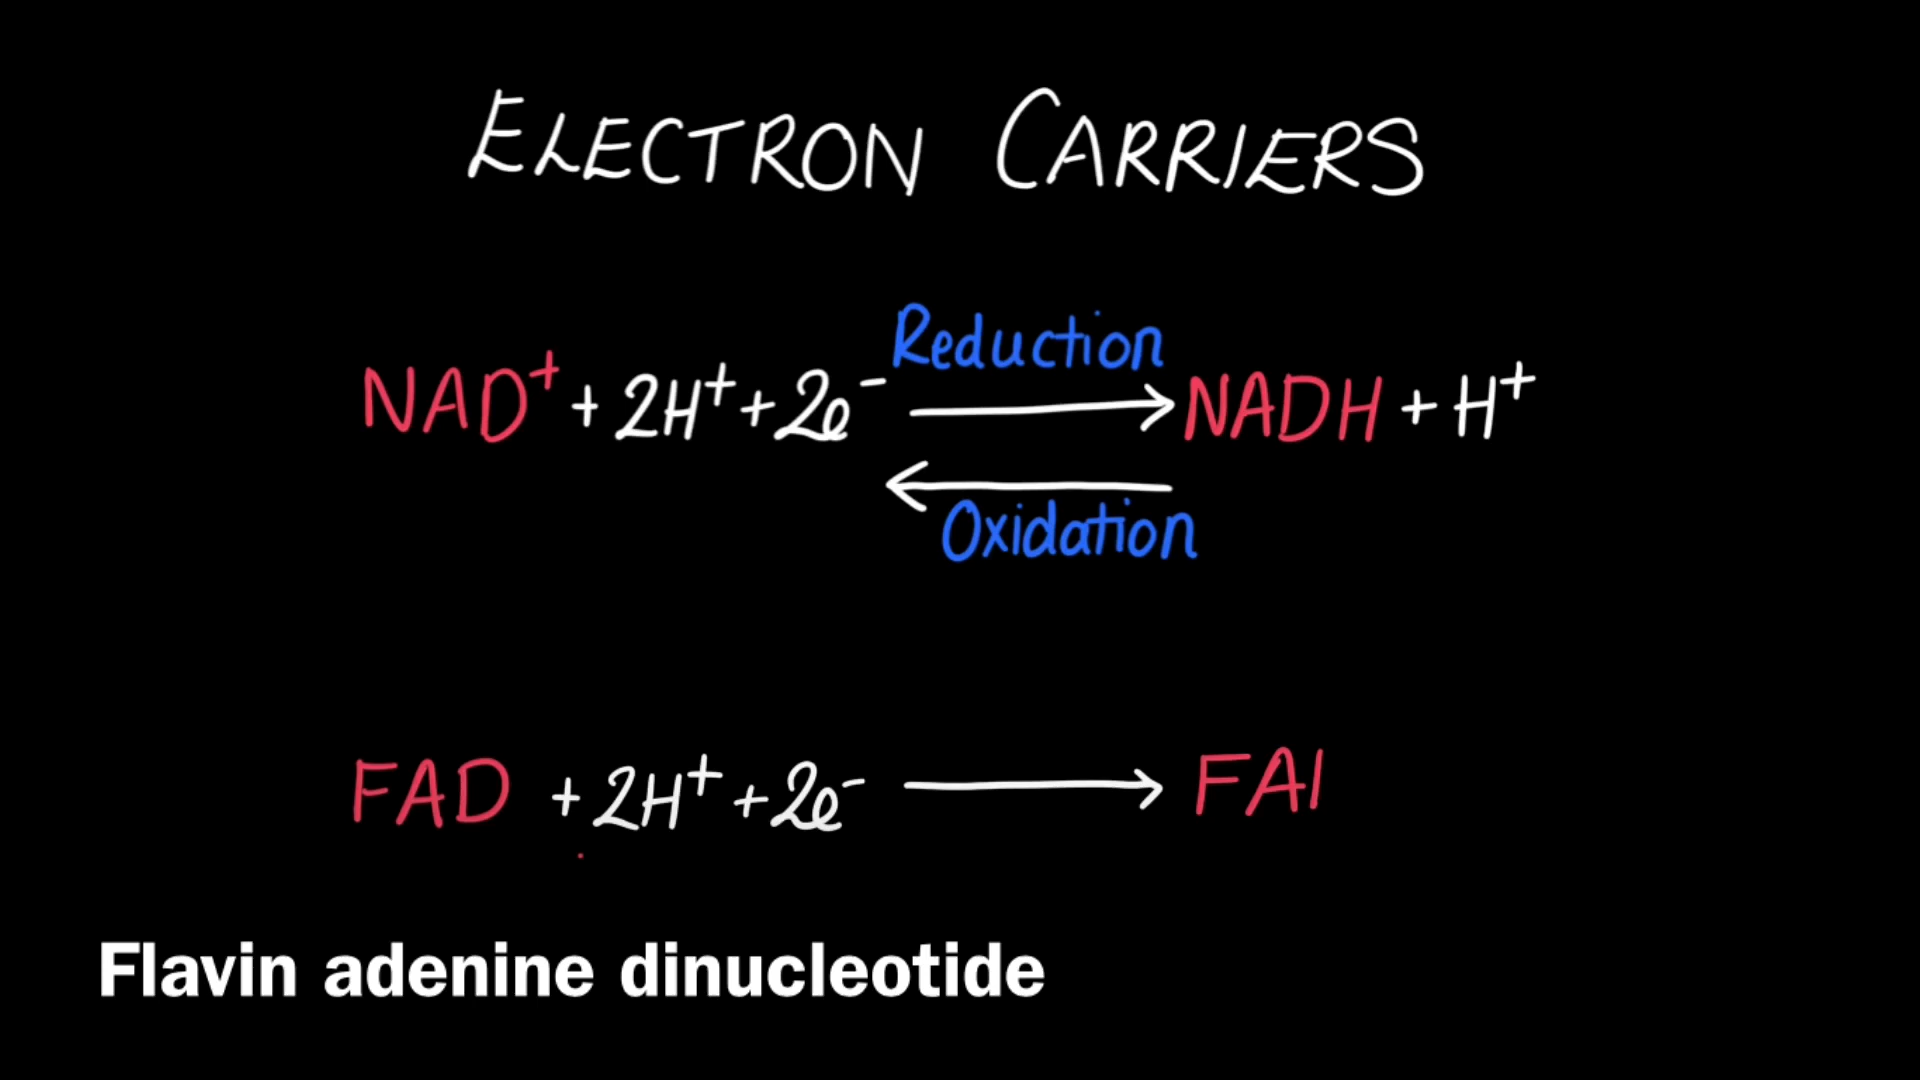 ELECTRON CARRIERS
Reduction
NAD⁺ + 2H⁺ + 2e⁻ → NADH + H⁺
←
Oxidation
FAD + 2H⁺ + 2e⁻ → FAI
Flavin adenine dinucleotide